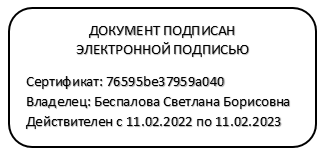 ДОКУМЕНТ ПОДПИСАН
ЭЛЕКТРОННОЙ ПОДПИСЬЮ
Сертификат: 76595be37959a040
Владелец: Беспалова Светлана Борисовна
Действителен с 11.02.2022 по 11.02.2023